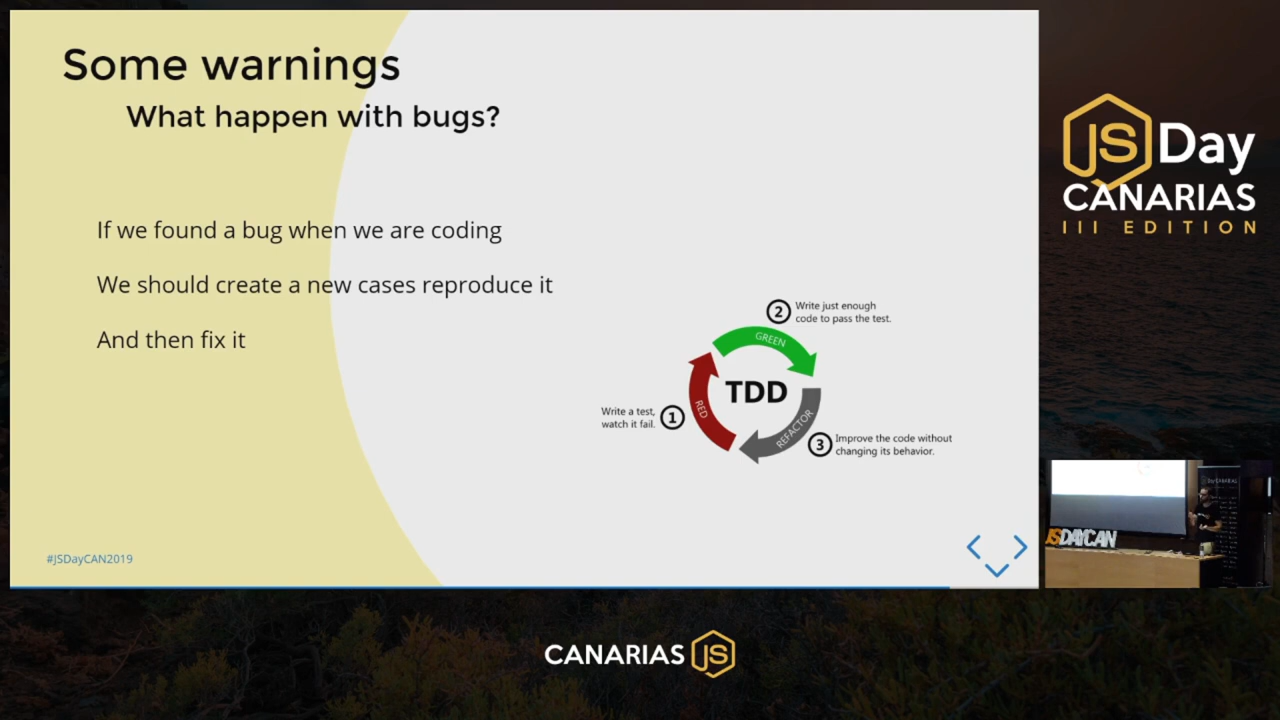 Some warnings
What happen with bugs?
If we found a bug when we are coding
We should create a new cases reproduce it
And then fix it
2
Write just enough
code to pass the test.
GREEN
TDD
RED
REFACTOR
Write a test,
watch it fail.
1
3
Improve the code without
changing its behavior.
#JSDayCAN2019
JS Day
CANARIAS
III EDITION
JSDAYCAN
CANARIAS JS